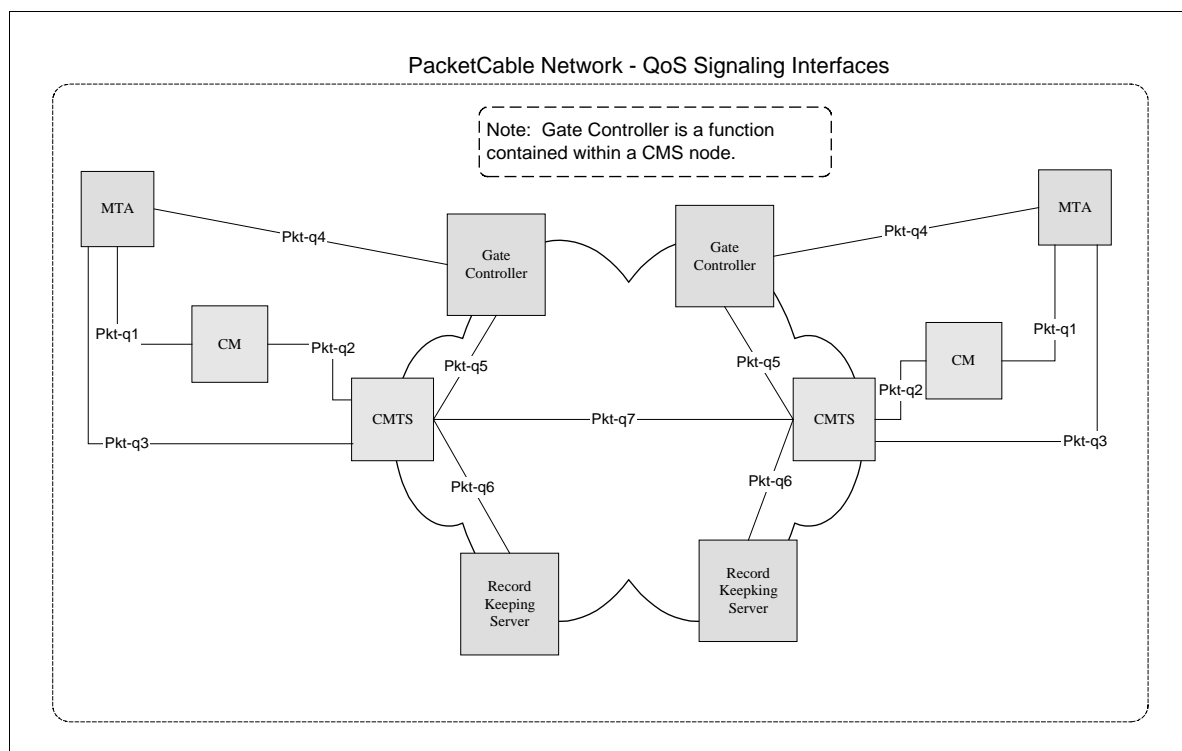 PacketCable Network - QoS Signaling Interfaces
Note: Gate Controller is a function
contained within a CMS node.
MTA
MTA
Pkt-q4
Pkt-q4
Gate
Controller
Gate
Controller
Pkt-q1
CM
Pkt-q2
Pkt-q5
Pkt-q5
Pkt-q2
CM
Pkt-q1
CMTS
Pkt-q7
CMTS
Pkt-q3
Pkt-q3
Pkt-q6
Pkt-q6
Record
Keeping
Server
Record
Keepking
Server